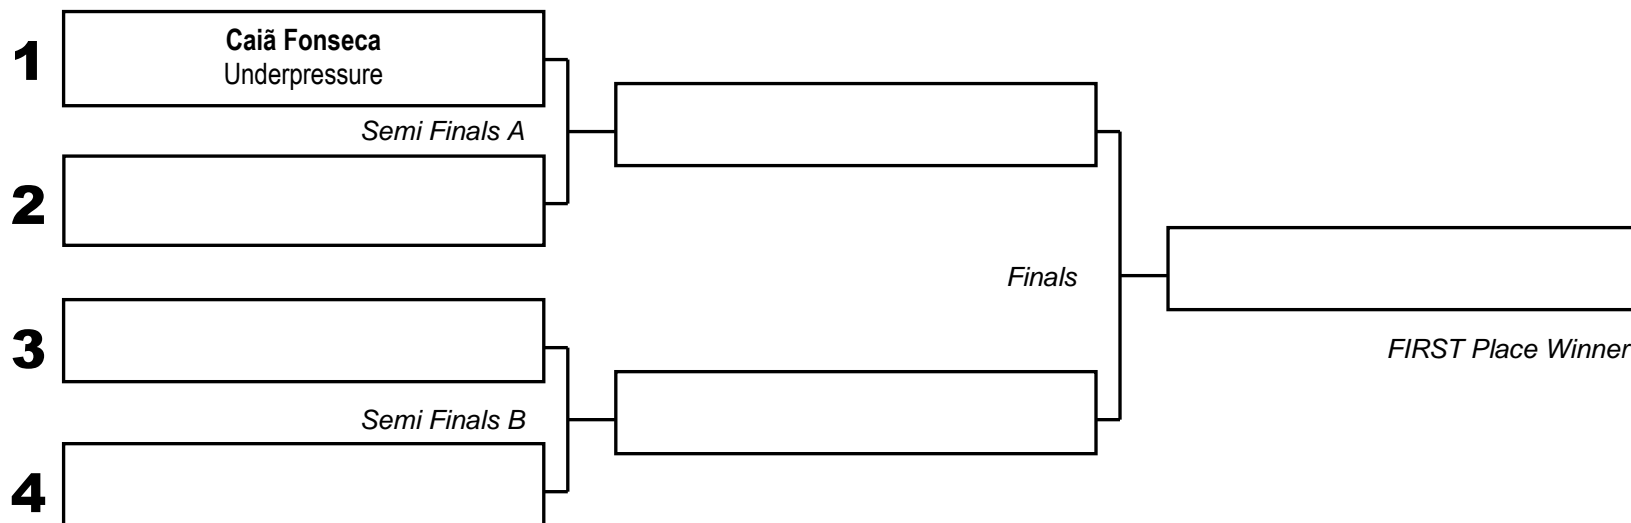 1
Caiã Fonseca
Underpressure
Semi Finals A
2
Finals
3
FIRST Place Winner
Semi Finals B
4